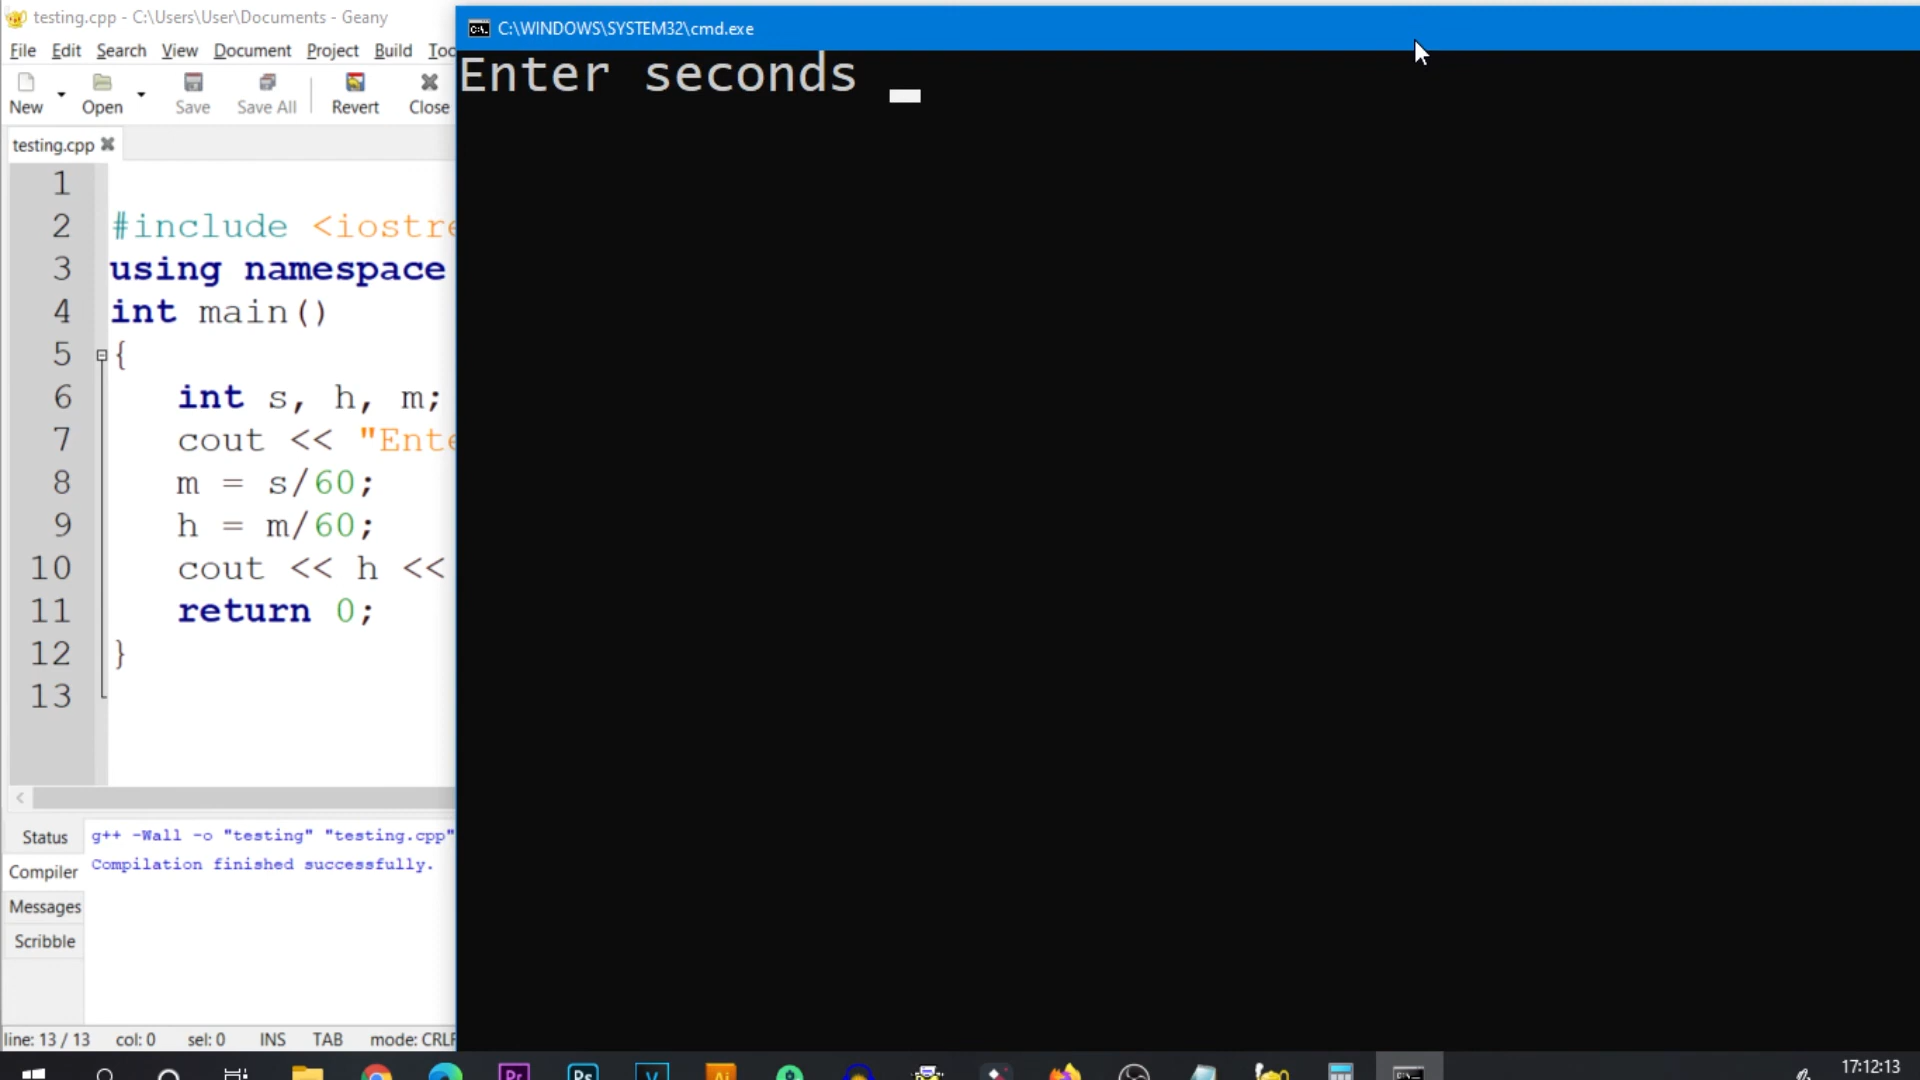 testing.cpp - C:\Users\User\Documents - Geany
File Edit Search View Document Project Build Too
New Open Save Save All Revert Close
testing.cpp
1
2 #include <iostre
3 using namespace
4 int main()
5 {
6 int s, h, m;
7 cout << "Ente
8 m = s/60;
9 h = m/60;
10 cout << h <<
11 return 0;
12 }
13
Status
Compiler
Messages
Scribble
g++ -Wall -o "testing" "testing.cpp"
Compilation finished successfully.
line: 13 / 13 col: 0 sel: 0 INS TAB mode: CRLF
C:\WINDOWS\SYSTEM32\cmd.exe
Enter seconds
Pr Ps V Ai
17:12:13